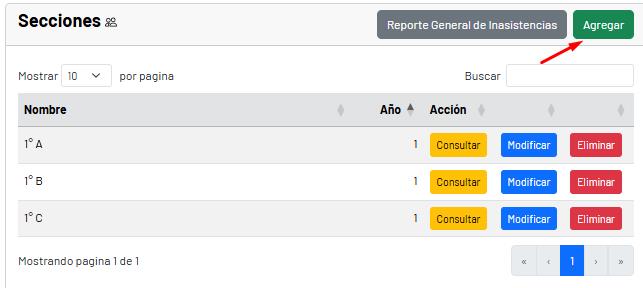 Secciones
Reporte General de Inasistencias
Agregar
Mostrar 10 por pagina
Buscar
Nombre Año Acción
1° A 1 Consultar Modificar Eliminar
1° B 1 Consultar Modificar Eliminar
1° C 1 Consultar Modificar Eliminar
Mostrando pagina 1 de 1
« ‹ 1 › »